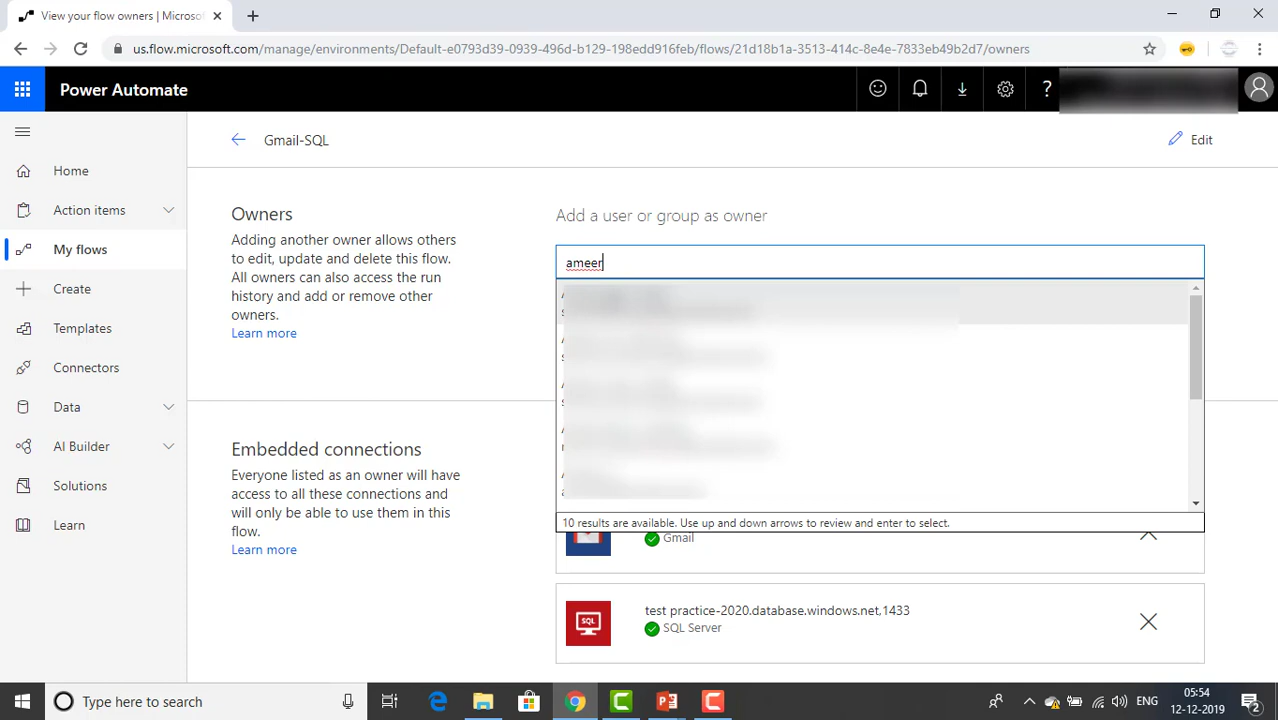 View your flow owners | Microso
us.flow.microsoft.com/manage/environments/Default-e0793d39-0939-496d-b129-198edd916feb/flows/21d18b1a-3513-414c-8e4e-7833eb49b2d7/owners
Power Automate
?
Gmail-SQL
Edit
Home
Action items
My flows
Create
Templates
Connectors
Data
AI Builder
Solutions
Learn
Owners
Adding another owner allows others
to edit, update and delete this flow.
All owners can also access the run
history and add or remove other
owners.
Learn more
Add a user or group as owner
ameer
10 results are available. Use up and down arrows to review and enter to select.
Embedded connections
Everyone listed as an owner will have
access to all these connections and
will only be able to use them in this
flow.
Learn more
Gmail
test practice-2020.database.windows.net,1433
SQL
SQL Server
Type here to search
ENG
05:54
12-12-2019
2